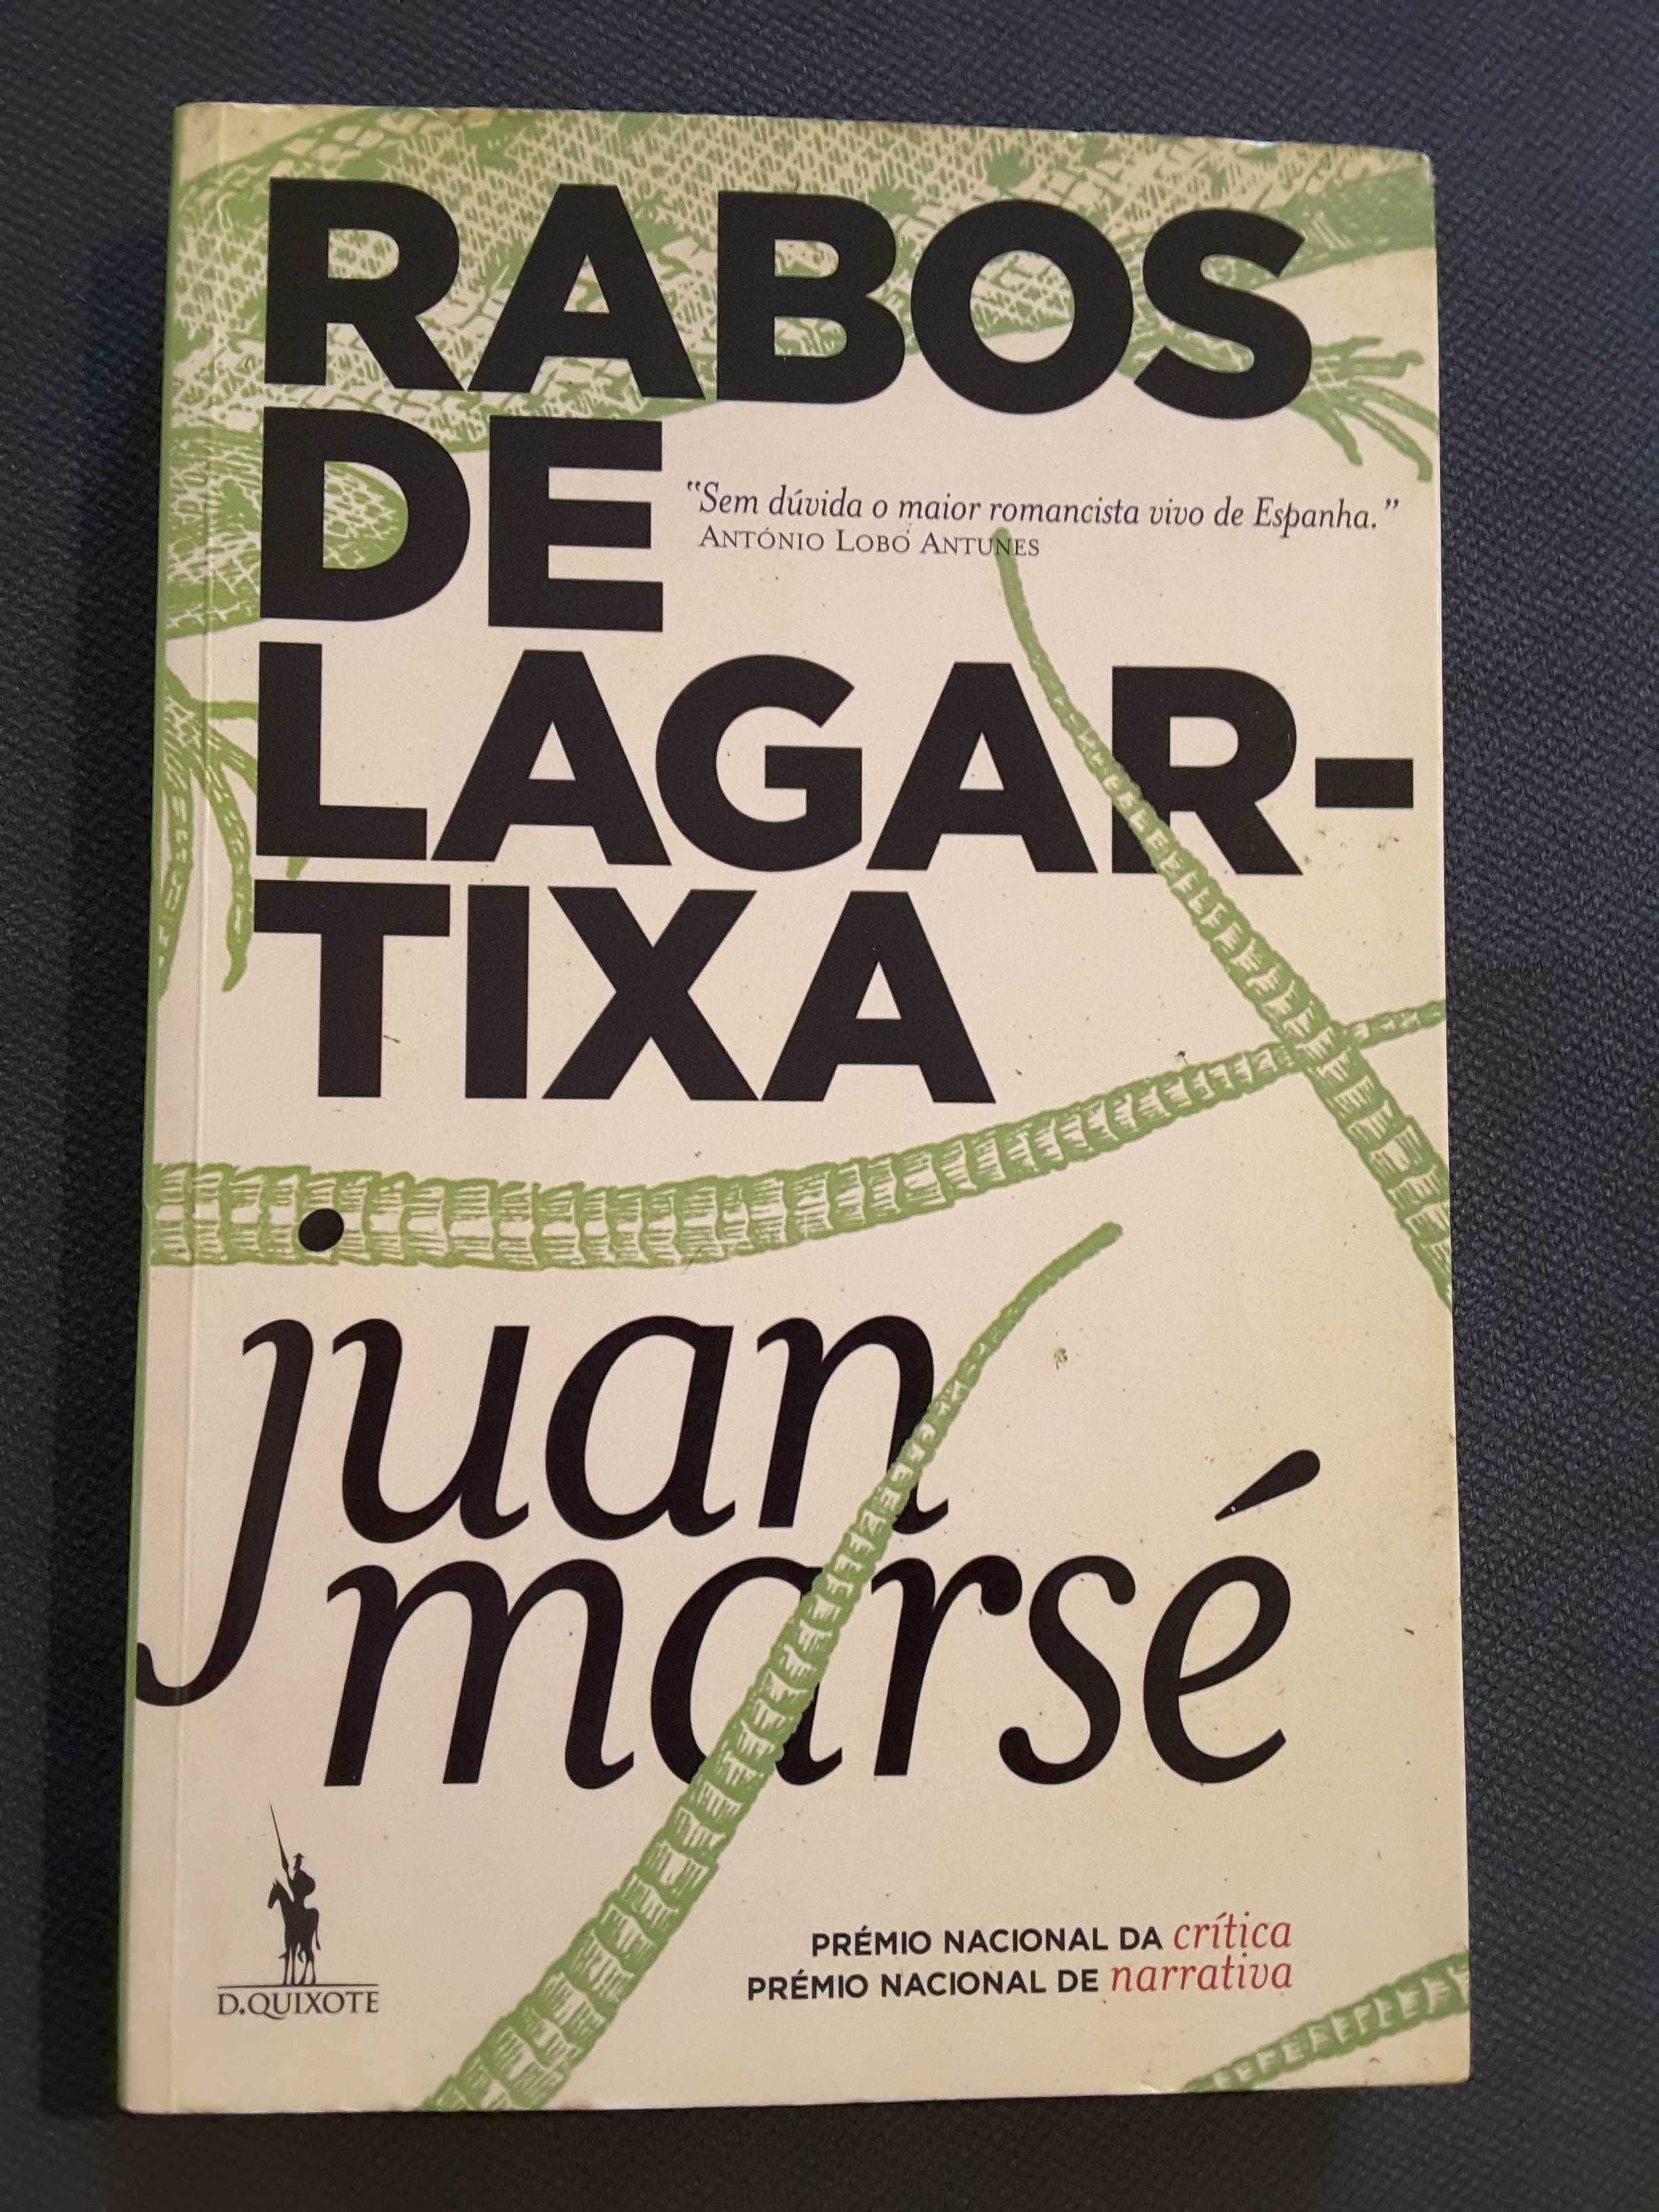 RABOS
DE
"Sem dúvida o maior romancista vivo de Espanha."
ANTÓNIO LOBO ANTUNES
LAGAR-
TIXA
juan
marsé
PRÉMIO NACIONAL DA crítica
PRÉMIO NACIONAL DE narrativa
D.QUIXOTE